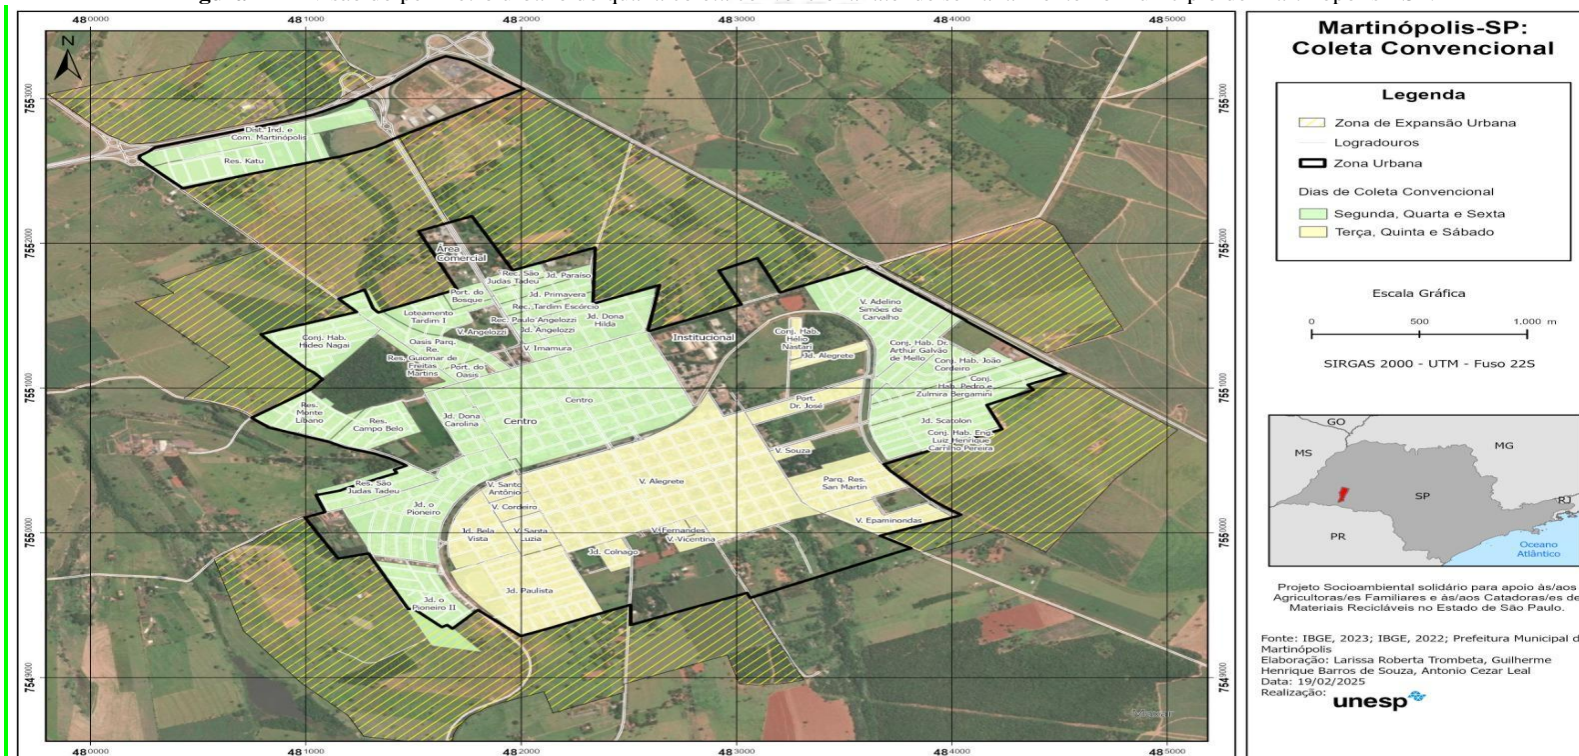 N
Martinópolis-SP:
Coleta Convencional
Legenda
Zona de Expansão Urbana
Logradouros
Zona Urbana
Dias de Coleta Convencional
Segunda, Quarta e Sexta
Terça, Quinta e Sábado
Escala Gráfica
0 500 1.000 m
SIRGAS 2000 - UTM - Fuso 22S
GO
MS
MG
SP
RJ
PR
Oceano
Atlântico
Projeto Socioambiental solidário para apoio às/aos
Agricultoras/es Familiares e às/aos Catadoras/es de
Materiais Recicláveis no Estado de São Paulo.
Fonte: IBGE, 2023; IBGE, 2022; Prefeitura Municipal d
Martinópolis
Elaboração: Larissa Roberta Trombeta, Guilherme
Henrique Barros de Souza, Antonio Cezar Leal
Data: 19/02/2025
Realização:
unesp
Dist. Ind. e
Com. Martinópolis
Res. Katu
Área
Comercial
Rec. São
Judas Tadeu
Jd. Paraíso
Port. do
Bosque
Jd. Primavera
Rec. Tardim Escórcio
Loteamento
Tardim I
Rec. Paulo Angelozzi
Jd. Dona
Hilda
V. Angelozzi
Jd. Angelozzi
Conj. Hab.
Hideo Nagai
Oasis Parq.
Re.
V. Imamura
Res. Guiomar de
Freitas
Martins
Port. do
Oasis
Institucional
Conj. Hab.
Hélio
Nastari
Jd. Alegrete
V. Adelino
Simões de
Carvalho
Conj. Hab. Dr.
Arthur Galvão
de Mello
Conj. Hab. João
Cordeiro
Conj.
Hab. Pedro e
Zulmira Bergamini
Res.
Monte
Líbano
Res.
Campo Belo
Jd. Dona
Carolina
Centro
Centro
Port.
Dr. José
Jd. Scatolon
Conj. Hab. Eng
Luiz Henrique
Carrilho Pereira
V. Souza
Res. São
Judas Tadeu
V. Santo
Antônio
V. Alegrete
Parq. Res.
San Martin
Jd. o
Pioneiro
V. Cordeiro
V. Epaminondas
Jd. Bela
Vista
V. Santa
Luzia
V. Fernandes
V. Vicentina
Jd. Colnago
Jd. Paulista
Jd. o
Pioneiro II
7553000
7552000
7551000
7550000
7549000
7553000
7552000
7551000
7550000
7549000
480000 481000 482000 483000 484000 485000